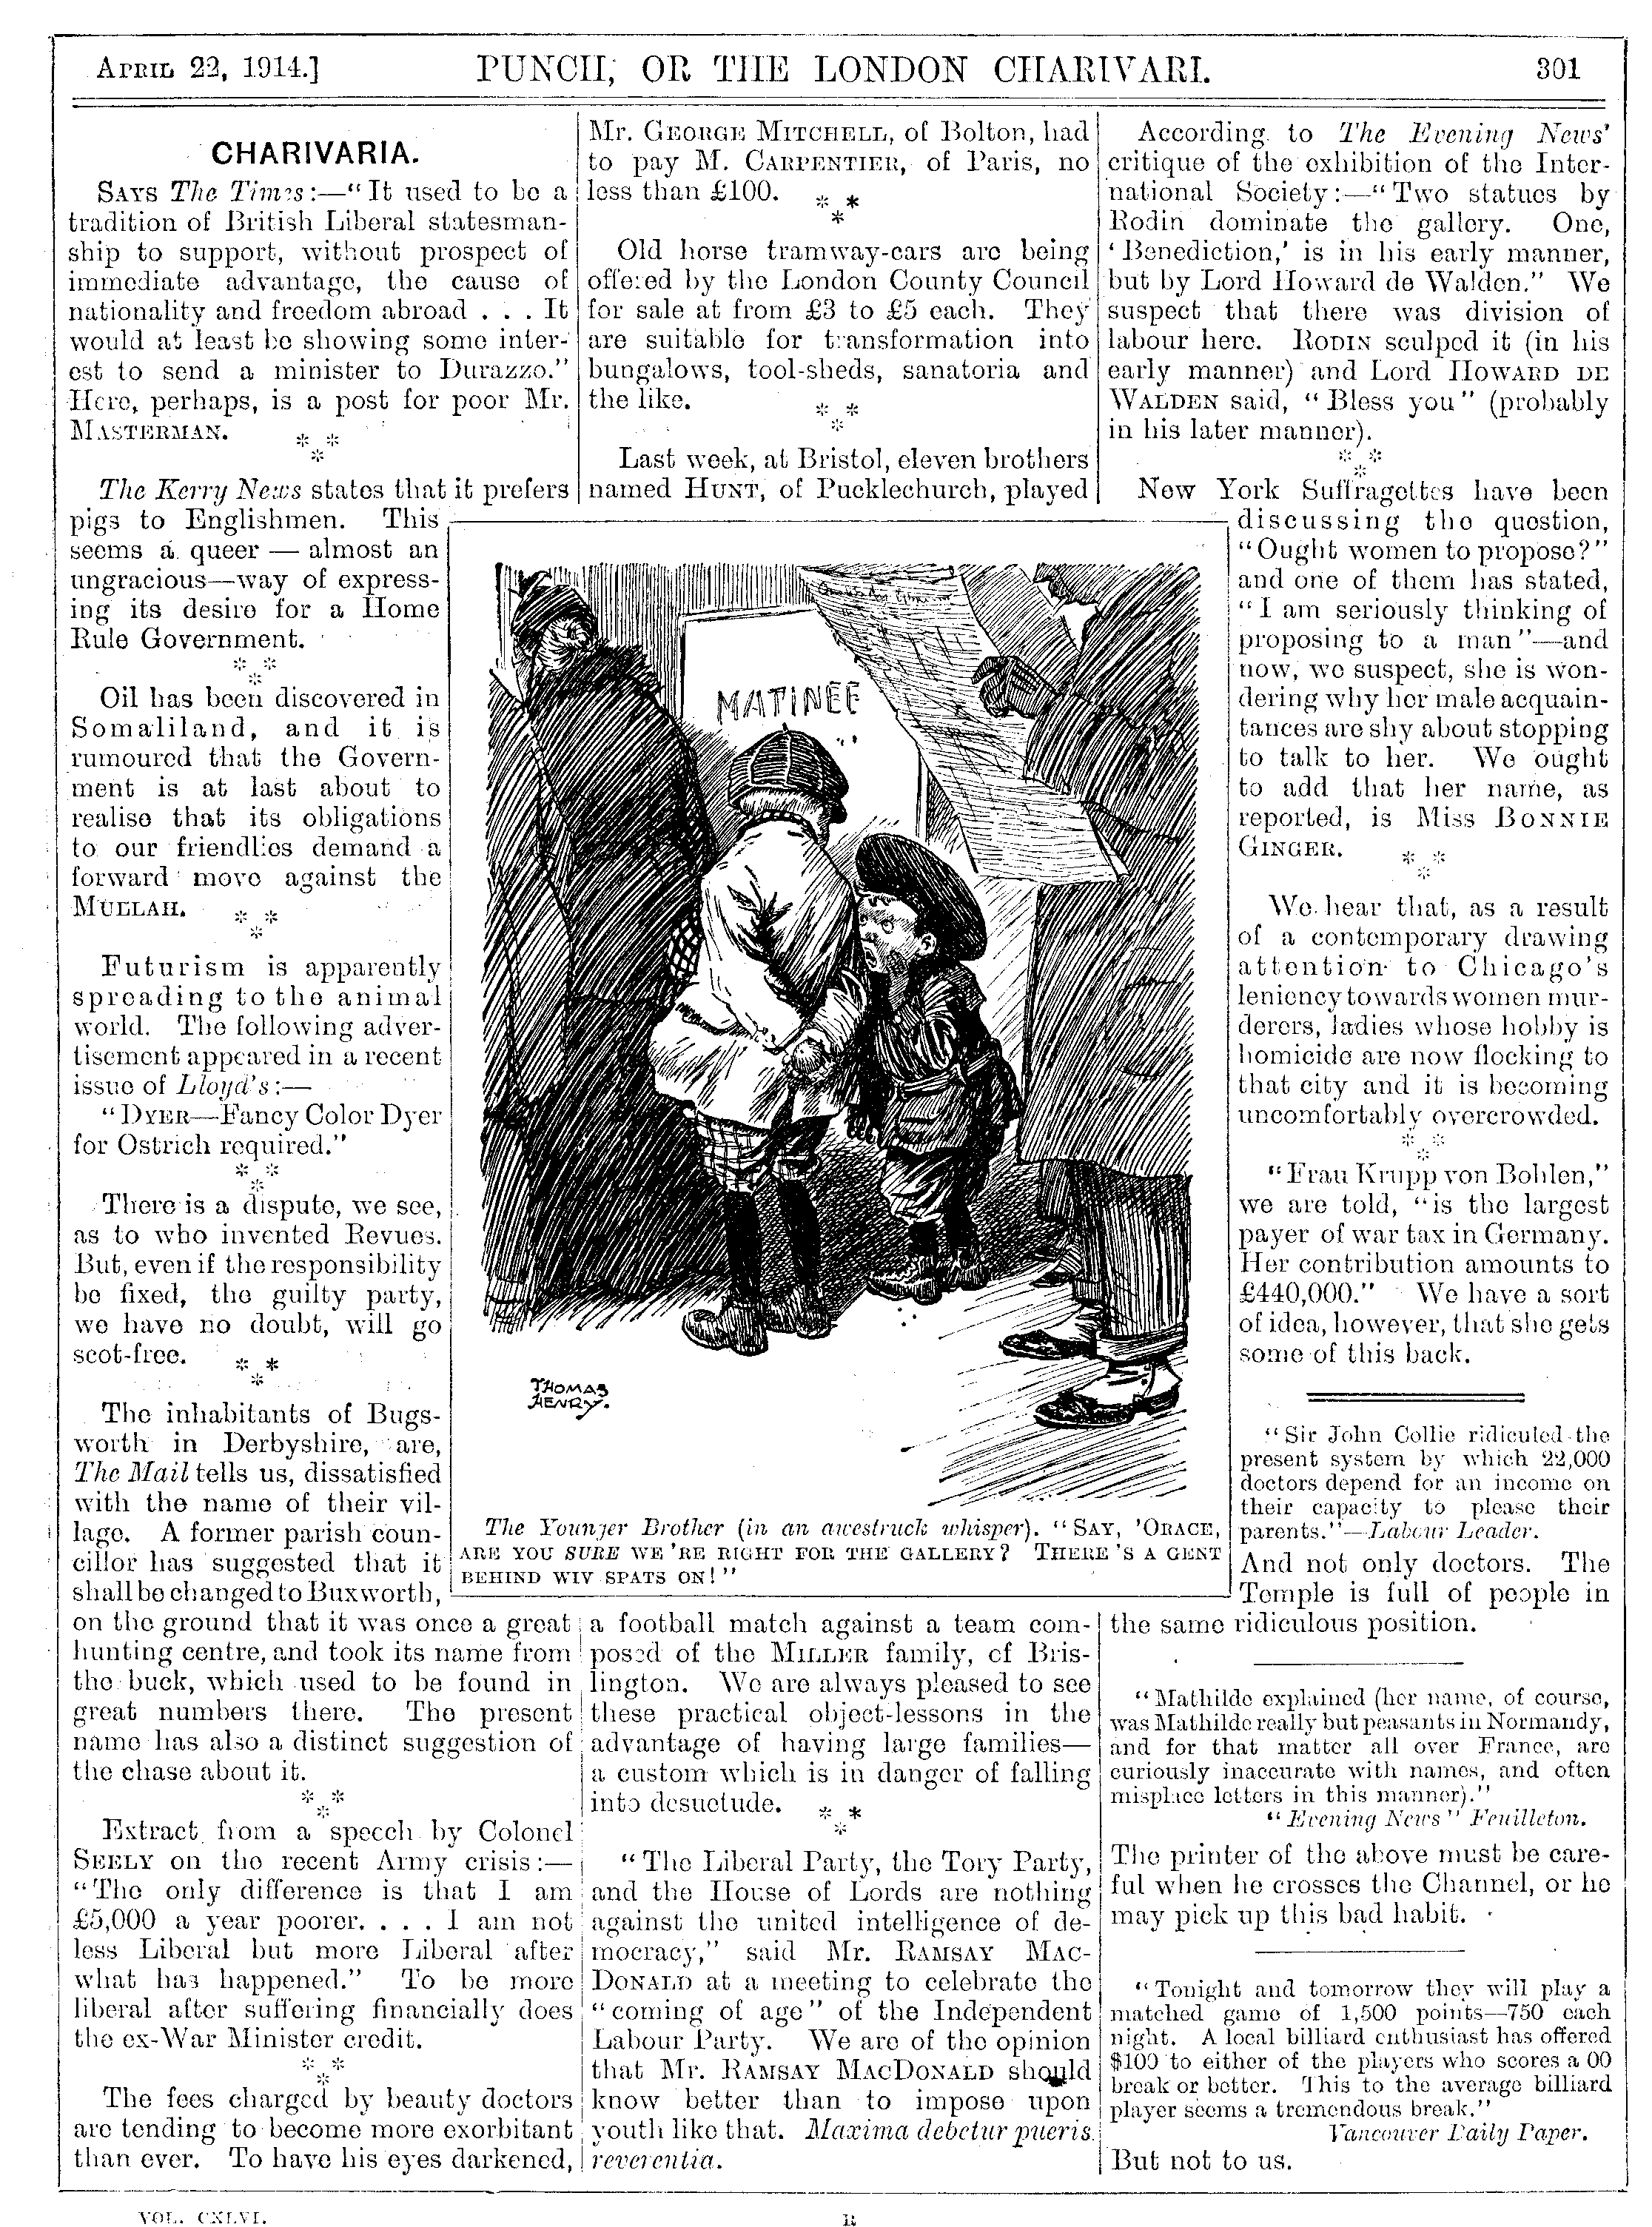 APRIL 22, 1914.]
PUNCH, OR THE LONDON CHARIVARI.
301
CHARIVARIA.
SAYS The Times:—"It used to be a
tradition of British Liberal statesman-
ship to support, without prospect of
immediate advantage, the cause of
nationality and freedom abroad . . . It
would at least be showing some inter-
est to send a minister to Durazzo."
Here, perhaps, is a post for poor Mr.
MASTERMAN.
* *
*
The Kerry News states that it prefers
pigs to Englishmen. This
seems a queer — almost an
ungracious—way of express-
ing its desire for a Home
Rule Government.
* *
*
Oil has been discovered in
Somaliland, and it is
rumoured that the Govern-
ment is at last about to
realise that its obligations
to our friendlies demand a
forward move against the
MULLAH.
* *
*
Futurism is apparently
spreading to the animal
world. The following adver-
tisement appeared in a recent
issue of Lloyd's:—
"DYER—Fancy Color Dyer
for Ostrich required."
* *
*
There is a dispute, we see,
as to who invented Revues.
But, even if the responsibility
be fixed, the guilty party,
we have no doubt, will go
scot-free.
* *
*
The inhabitants of Bugs-
worth in Derbyshire, are,
The Mail tells us, dissatisfied
with the name of their vil-
lage. A former parish coun-
cillor has suggested that it
shall be changed to Buxworth,
on the ground that it was once a great
hunting centre, and took its name from
the buck, which used to be found in
great numbers there. The present
name has also a distinct suggestion of
the chase about it.
* *
*
Extract from a speech by Colonel
SEELY on the recent Army crisis:—
"The only difference is that I am
£5,000 a year poorer. . . . I am not
less Liberal but more Liberal after
what has happened." To be more
liberal after suffering financially does
the ex-War Minister credit.
* *
*
The fees charged by beauty doctors
are tending to become more exorbitant
than ever. To have his eyes darkened,
Mr. GEORGE MITCHELL, of Bolton, had
to pay M. CARPENTIER, of Paris, no
less than £100.
* *
*
Old horse tramway-cars are being
offered by the London County Council
for sale at from £3 to £5 each. They
are suitable for transformation into
bungalows, tool-sheds, sanatoria and
the like.
* *
*
Last week, at Bristol, eleven brothers
named HUNT, of Pucklechurch, played
MATINÉE
THOMAS
HENRY.
The Younger Brother (in an awestruck whisper). "SAY, 'ORACE,
ARE YOU SURE WE'RE RIGHT FOR THE GALLERY? THERE'S A GENT
BEHIND WIV SPATS ON!"
a football match against a team com-
posed of the MILLER family, of Bris-
lington. We are always pleased to see
these practical object-lessons in the
advantage of having large families—
a custom which is in danger of falling
into desuetude.
* *
*
"The Liberal Party, the Tory Party,
and the House of Lords are nothing
against the united intelligence of de-
mocracy," said Mr. RAMSAY MAC-
DONALD at a meeting to celebrate the
"coming of age" of the Independent
Labour Party. We are of the opinion
that Mr. RAMSAY MACDONALD should
know better than to impose upon
youth like that. Maxima debetur pueris
reverentia.
According to The Evening News'
critique of the exhibition of the Inter-
national Society:—"Two statues by
Rodin dominate the gallery. One,
'Benediction,' is in his early manner,
but by Lord Howard de Walden." We
suspect that there was division of
labour here. RODIN sculped it (in his
early manner) and Lord HOWARD DE
WALDEN said, "Bless you" (probably
in his later manner).
* *
*
New York Suffragettes have been
discussing the question,
"Ought women to propose?"
and one of them has stated,
"I am seriously thinking of
proposing to a man"—and
now, we suspect, she is won-
dering why her male acquain-
tances are shy about stopping
to talk to her. We ought
to add that her name, as
reported, is Miss BONNIE
GINGER.
* *
*
We hear that, as a result
of a contemporary drawing
attention to Chicago's
leniency towards women mur-
derers, ladies whose hobby is
homicide are now flocking to
that city and it is becoming
uncomfortably overcrowded.
* *
*
"Frau Krupp von Bohlen,"
we are told, "is the largest
payer of war tax in Germany.
Her contribution amounts to
£440,000." We have a sort
of idea, however, that she gets
some of this back.
"Sir John Collie ridiculed the
present system by which 22,000
doctors depend for an income on
their capacity to please their
parents."—Labour Leader.
And not only doctors. The
Temple is full of people in
the same ridiculous position.
"Mathilde explained (her name, of course,
was Mathilde really but peasants in Normandy,
and for that matter all over France, are
curiously inaccurate with names, and often
misplace letters in this manner)."
"Evening News" Feuilleton.
The printer of the above must be care-
ful when he crosses the Channel, or he
may pick up this bad habit.
"Tonight and tomorrow they will play a
matched game of 1,500 points—750 each
night. A local billiard enthusiast has offered
$100 to either of the players who scores a 00
break or better. This to the average billiard
player seems a tremendous break."
Vancouver Daily Paper.
But not to us.
VOL. CXLVI.
R